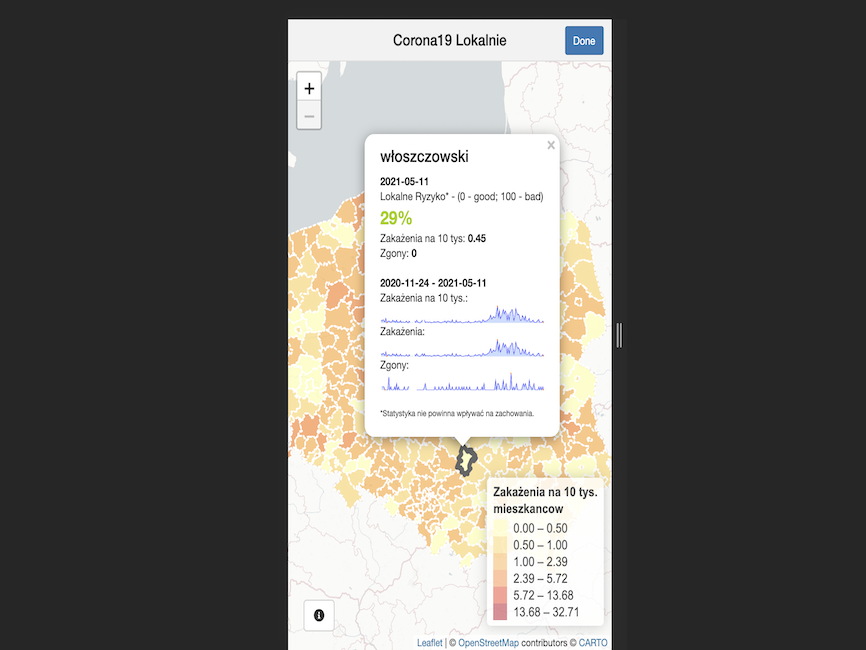 Corona19 Lokalnie
Done
+
−
×
włoszczowski
2021-05-11
Lokalne Ryzyko* - (0 - good; 100 - bad)
29%
Zakażenia na 10 tys: 0.45
Zgony: 0
2020-11-24 - 2021-05-11
Zakażenia na 10 tys.:
Zakażenia:
Zgony:
*Statystyka nie powinna wpływać na zachowania.
Zakażenia na 10 tys.
mieszkancow
0.00 – 0.50
0.50 – 1.00
1.00 – 2.39
2.39 – 5.72
5.72 – 13.68
13.68 – 32.71
Leaflet | © OpenStreetMap contributors © CARTO